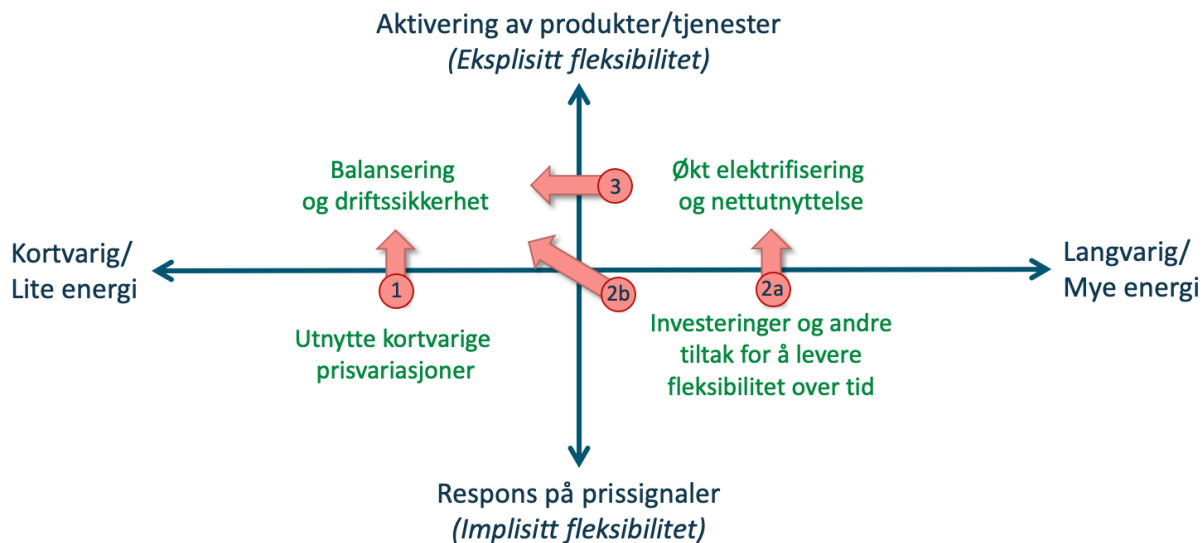 Aktivering av produkter/tjenester
(Eksplisitt fleksibilitet)
Balansering
og driftssikkerhet
3
Økt elektrifisering
og nettutnyttelse
Kortvarig/
Lite energi
Langvarig/
Mye energi
1
2b
2a
Utnytte kortvarige
prisvariasjoner
Investeringer og andre
tiltak for å levere
fleksibilitet over tid
Respons på prissignaler
(Implisitt fleksibilitet)